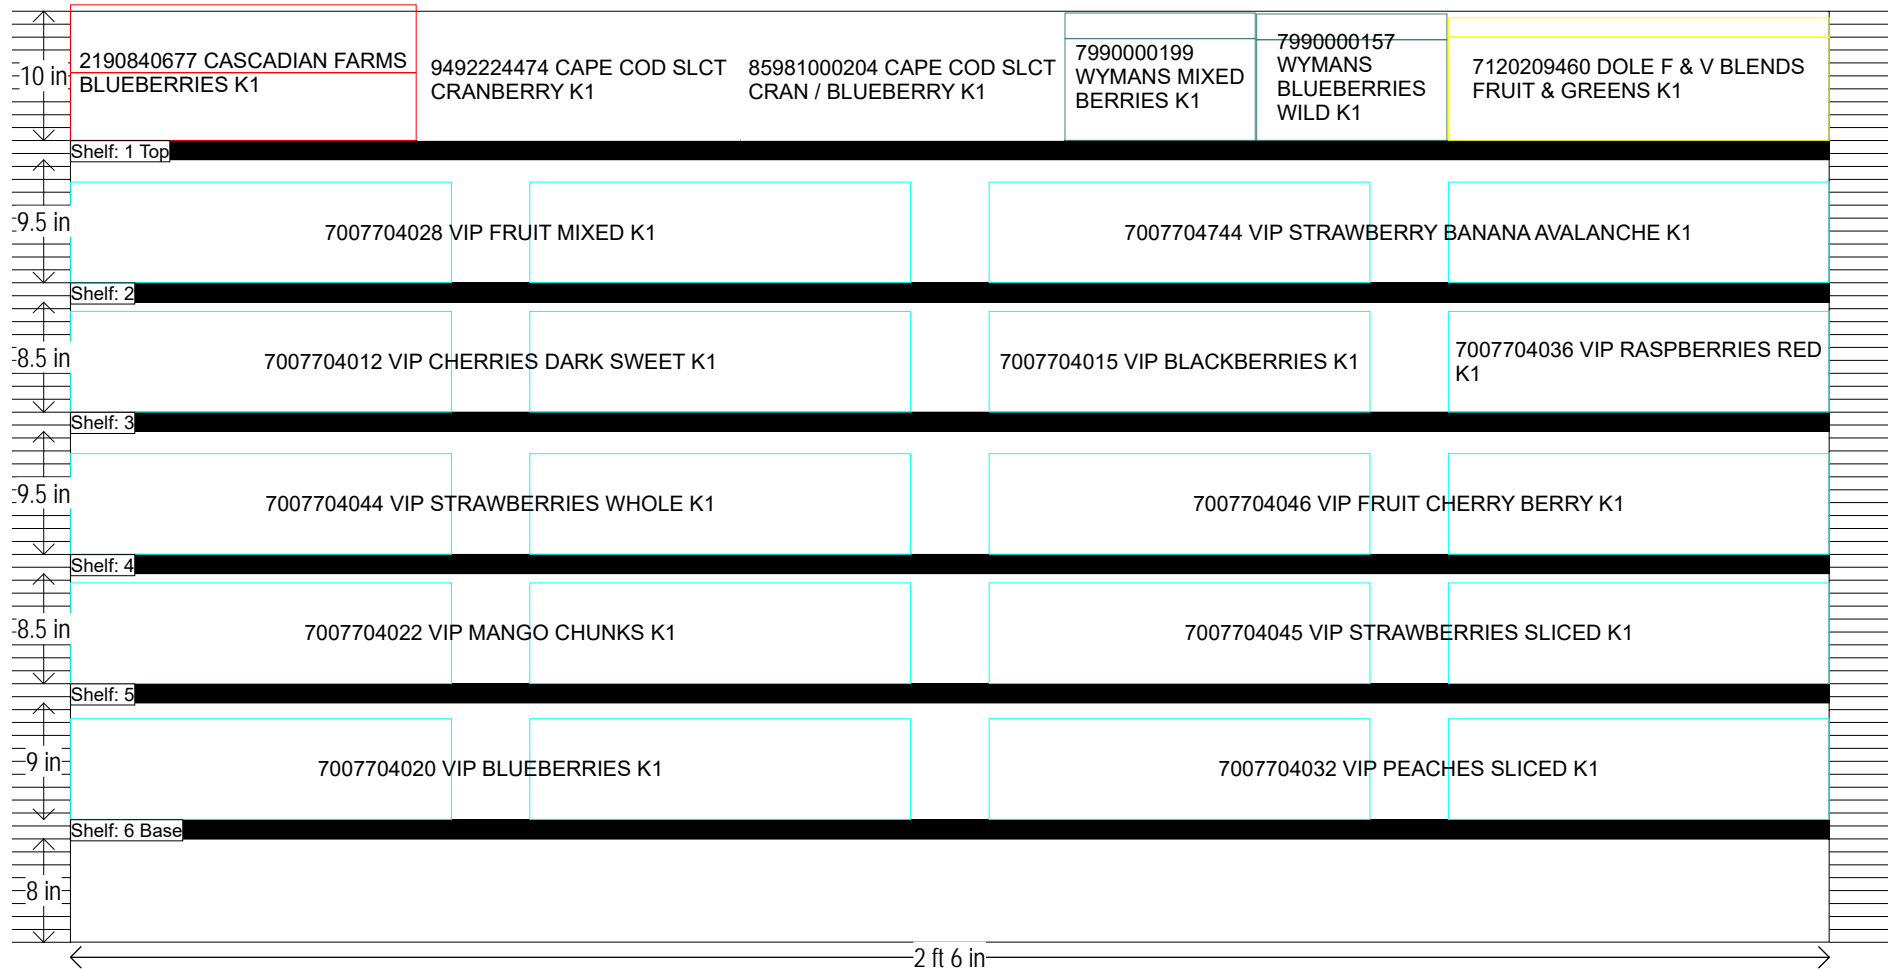 10 in
2190840677 CASCADIAN FARMS
BLUEBERRIES K1
9492224474 CAPE COD SLCT
CRANBERRY K1
85981000204 CAPE COD SLCT
CRAN / BLUEBERRY K1
7990000199
WYMANS MIXED
BERRIES K1
7990000157
WYMANS
BLUEBERRIES
WILD K1
7120209460 DOLE F & V BLENDS
FRUIT & GREENS K1
Shelf: 1 Top
9.5 in
7007704028 VIP FRUIT MIXED K1
7007704744 VIP STRAWBERRY BANANA AVALANCHE K1
Shelf: 2
8.5 in
7007704012 VIP CHERRIES DARK SWEET K1
7007704015 VIP BLACKBERRIES K1
7007704036 VIP RASPBERRIES RED
K1
Shelf: 3
9.5 in
7007704044 VIP STRAWBERRIES WHOLE K1
7007704046 VIP FRUIT CHERRY BERRY K1
Shelf: 4
8.5 in
7007704022 VIP MANGO CHUNKS K1
7007704045 VIP STRAWBERRIES SLICED K1
Shelf: 5
9 in
7007704020 VIP BLUEBERRIES K1
7007704032 VIP PEACHES SLICED K1
Shelf: 6 Base
8 in
2 ft 6 in